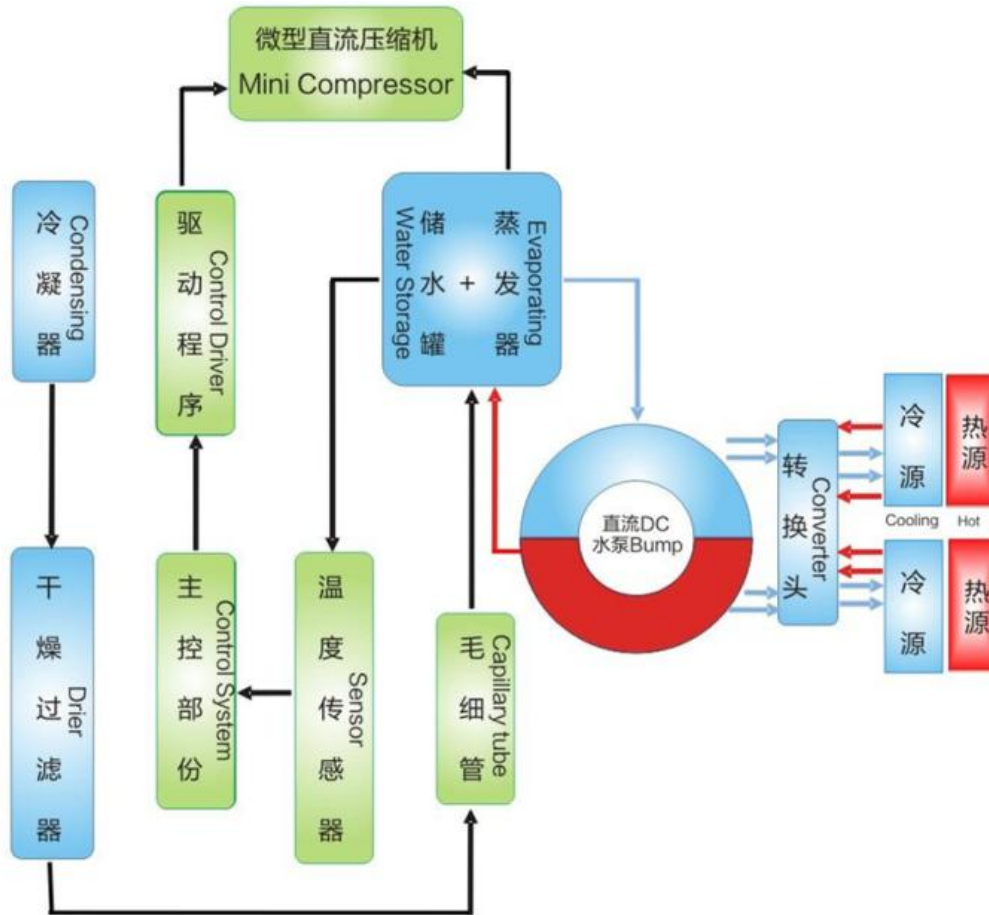 微型直流压缩机
Mini Compressor
冷凝器
Condensing
驱动程序
Control Driver
储水罐
Water Storage
+
蒸发器
Evaporating
直流DC
水泵Bump
转换头
Converter
冷源
热源
Cooling
Hot
冷源
热源
干燥过滤器
Drier
主控部份
Control System
温度传感器
Sensor
毛细管
Capillary tube